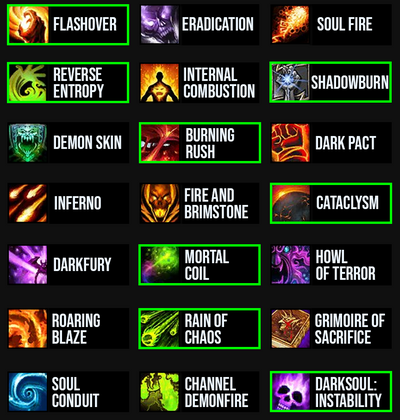 FLASHOVER
ERADICATION
SOUL FIRE
REVERSE
ENTROPY
INTERNAL
COMBUSTION
SHADOWBURN
DEMON SKIN
BURNING
RUSH
DARK PACT
INFERNO
FIRE AND
BRIMSTONE
CATACLYSM
DARKFURY
MORTAL
COIL
HOWL
OF TERROR
ROARING
BLAZE
RAIN OF
CHAOS
GRIMOIRE OF
SACRIFICE
SOUL
CONDUIT
CHANNEL
DEMONFIRE
DARKSOUL:
INSTABILITY